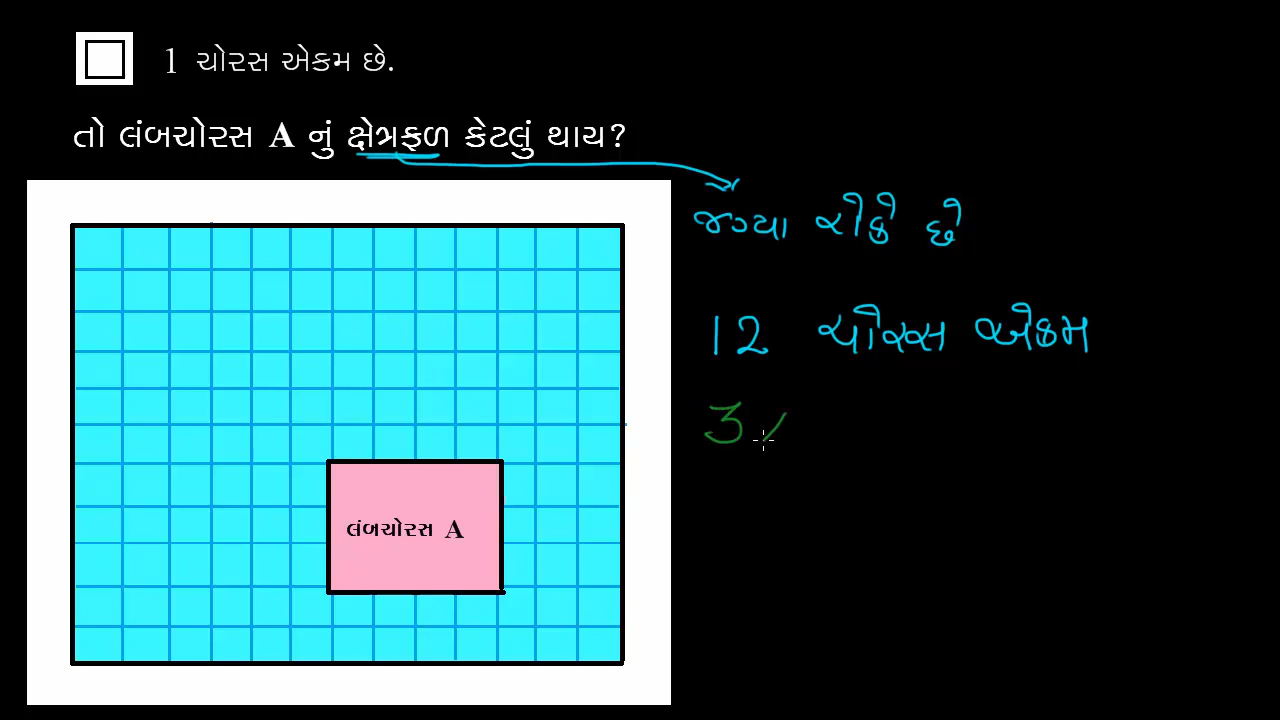 1 ચોરસ એકમ છે.
તો લંબચોરસ A નું ક્ષેત્રફળ કેટલું થાય?
જગ્યા રોકે છે
12 ચોરસ એકમ
3
લંબચોરસ A